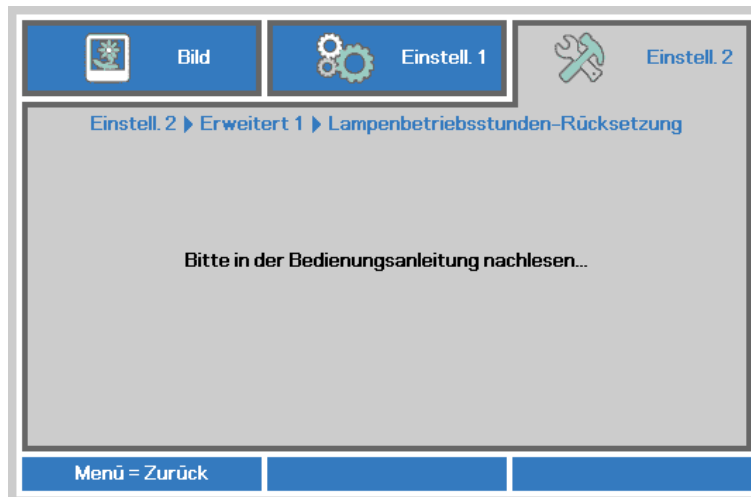 Bild
Einstell. 1
Einstell. 2
Einstell. 2 ▶ Erweitert 1 ▶ Lampenbetriebsstunden-Rücksetzung
Bitte in der Bedienungsanleitung nachlesen...
Menü = Zurück